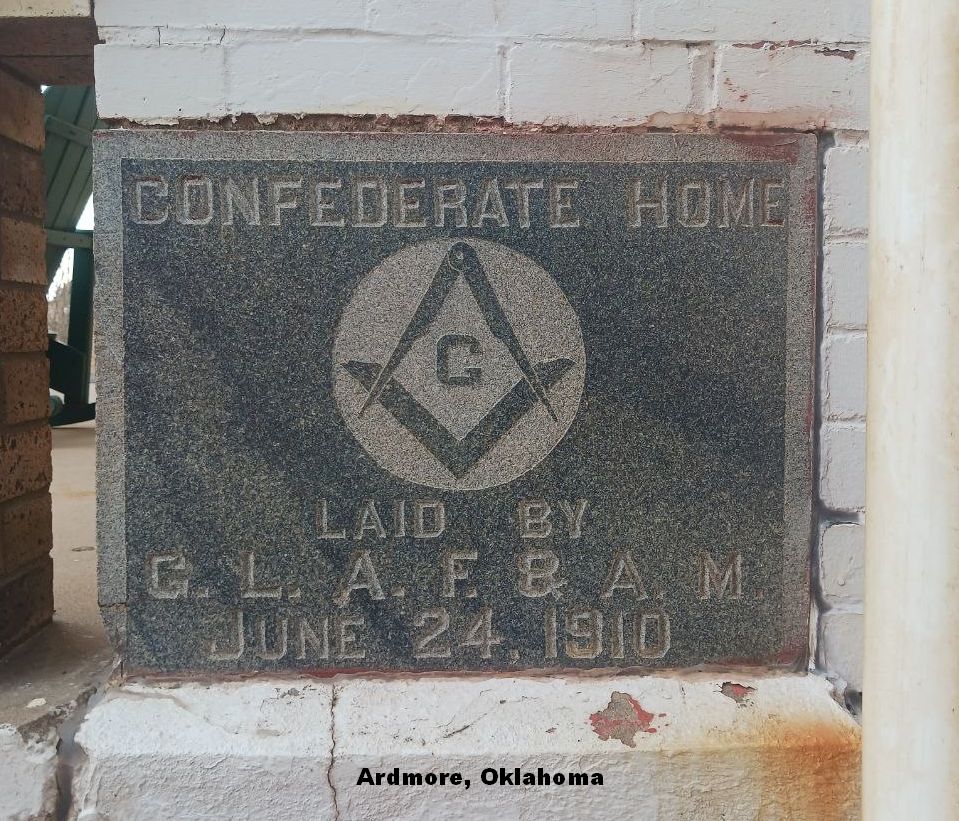 CONFEDERATE HOME
G
LAID BY
G. L. A. F. & A. M.
JUNE 24, 1910
Ardmore, Oklahoma